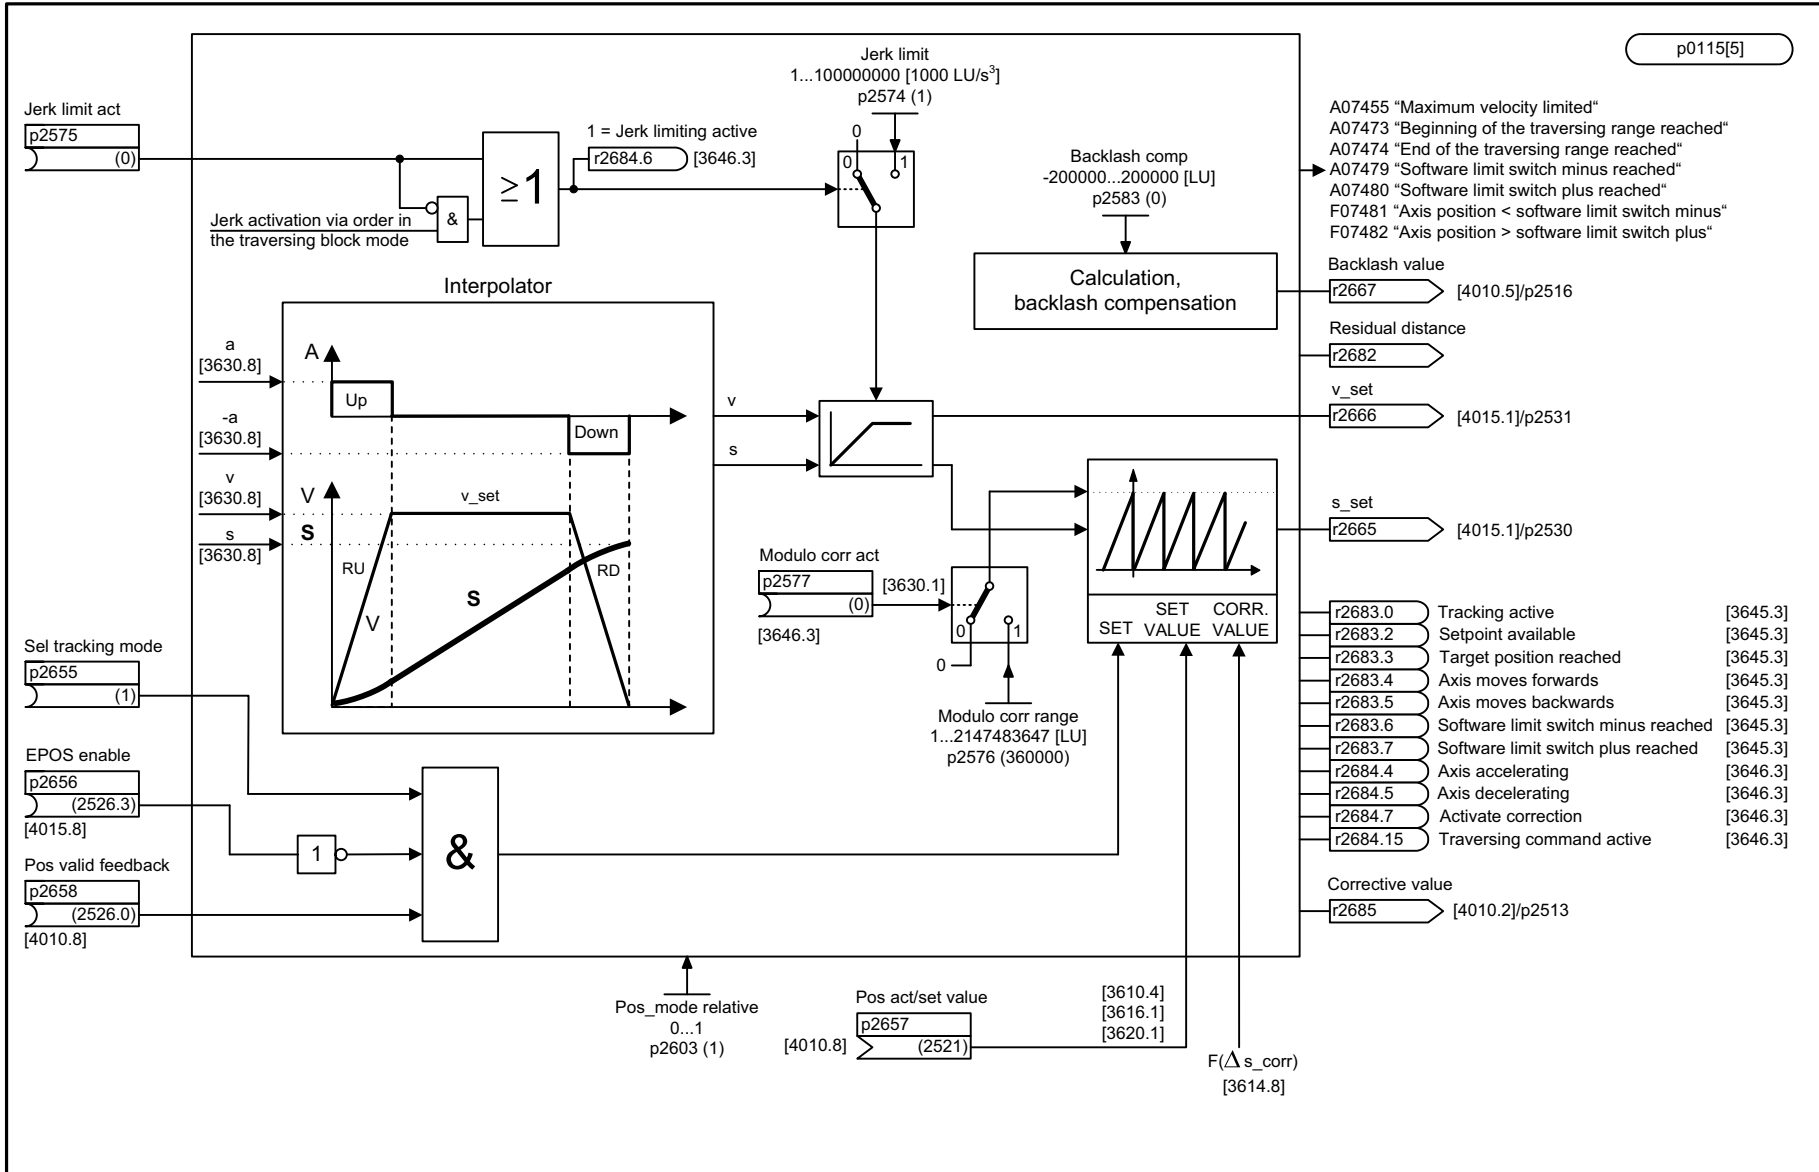 p0115[5]
Jerk limit
1...100000000 [1000 LU/s³]
p2574 (1)
Jerk limit act
p2575
(0)
1 = Jerk limiting active
r2684.6
[3646.3]
≥1
&
Jerk activation via order in
the traversing block mode
0
0
1
Backlash comp
-200000...200000 [LU]
p2583 (0)
Calculation,
backlash compensation
A07455 “Maximum velocity limited“
A07473 “Beginning of the traversing range reached“
A07474 “End of the traversing range reached“
A07479 “Software limit switch minus reached“
A07480 “Software limit switch plus reached“
F07481 “Axis position < software limit switch minus“
F07482 “Axis position > software limit switch plus“
Backlash value
r2667
[4010.5]/p2516
Residual distance
r2682
v_set
r2666
[4015.1]/p2531
s_set
r2665
[4015.1]/p2530
Interpolator
a
[3630.8]
-a
[3630.8]
v
[3630.8]
s
[3630.8]
A
Up
Down
V
S
v_set
RU
V
S
RD
v
s
Modulo corr act
p2577
(0)
[3630.1]
[3646.3]
0
1
0
Modulo corr range
1...2147483647 [LU]
p2576 (360000)
SET
SET
VALUE
CORR.
VALUE
Sel tracking mode
p2655
(1)
EPOS enable
p2656
(2526.3)
[4015.8]
1
&
Pos valid feedback
p2658
(2526.0)
[4010.8]
r2683.0 Tracking active [3645.3]
r2683.2 Setpoint available [3645.3]
r2683.3 Target position reached [3645.3]
r2683.4 Axis moves forwards [3645.3]
r2683.5 Axis moves backwards [3645.3]
r2683.6 Software limit switch minus reached [3645.3]
r2683.7 Software limit switch plus reached [3645.3]
r2684.4 Axis accelerating [3646.3]
r2684.5 Axis decelerating [3646.3]
r2684.7 Activate correction [3646.3]
r2684.15 Traversing command active [3646.3]
Corrective value
r2685
[4010.2]/p2513
Pos_mode relative
0...1
p2603 (1)
Pos act/set value
p2657
(2521)
[4010.8]
[3610.4]
[3616.1]
[3620.1]
F(Δ s_corr)
[3614.8]